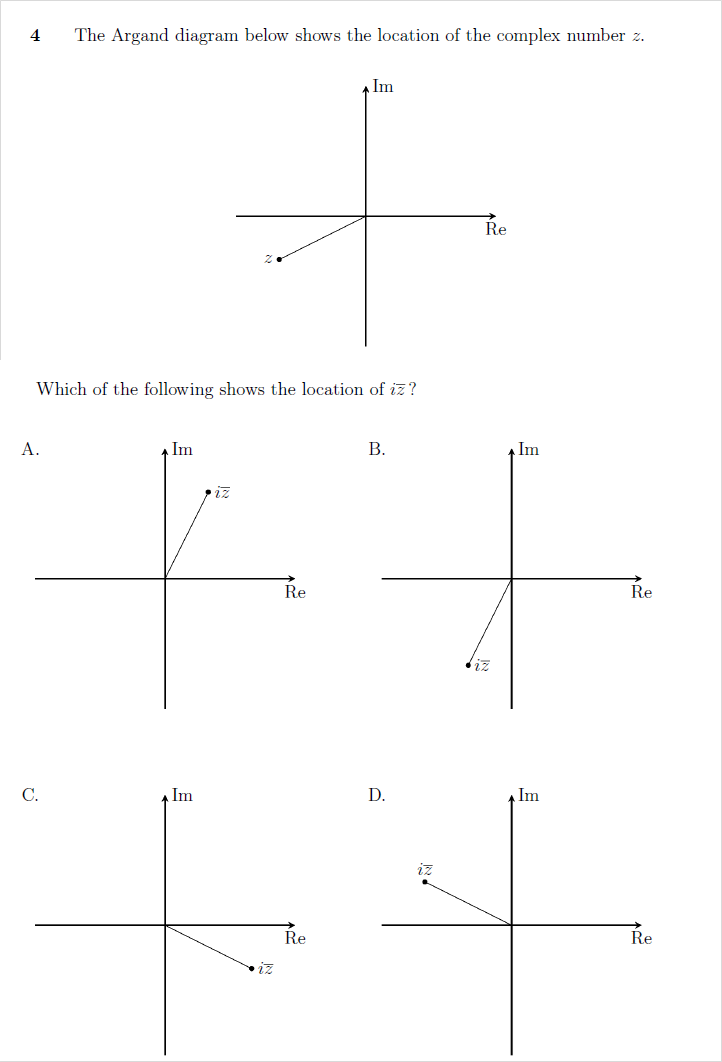 4 The Argand diagram below shows the location of the complex number z.
Im
Re
z
Which of the following shows the location of iz̅?
A. Im
iz̅
Re
B. Im
Re
iz̅
C. Im
Re
iz̅
D. Im
iz̅
Re